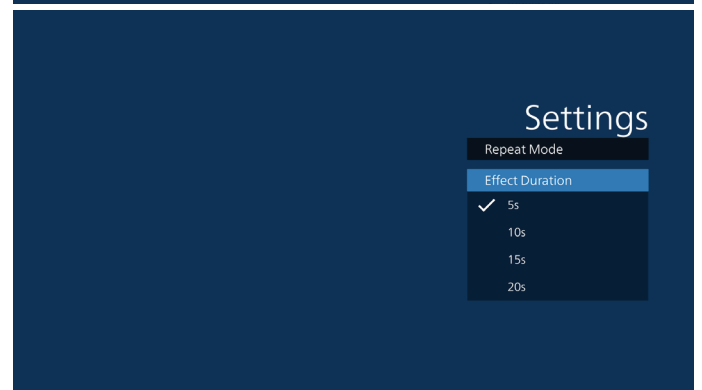 Settings
Repeat Mode
Effect Duration
5s
10s
15s
20s